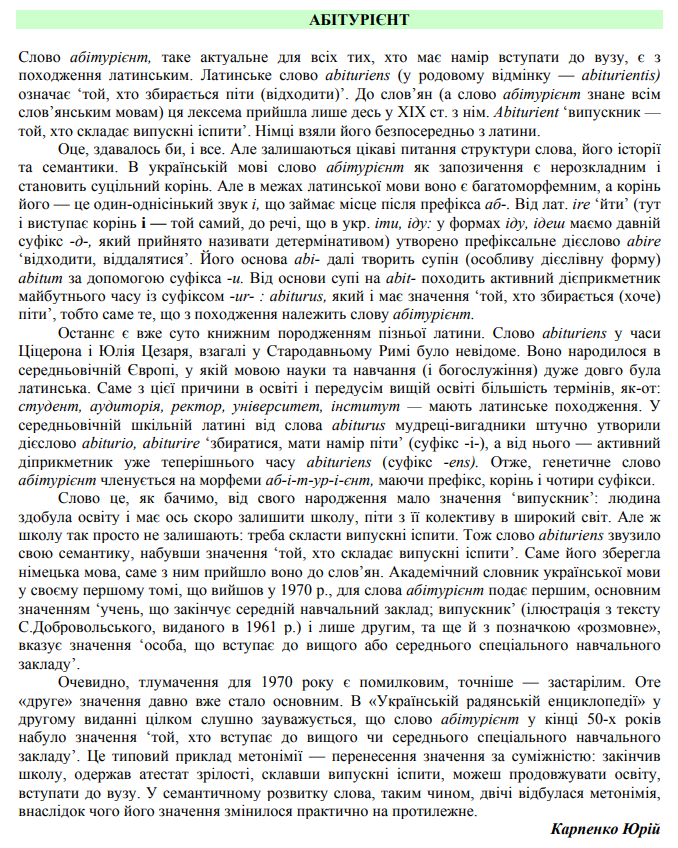 АБІТУРІЄНТ
Слово абітурієнт, таке актуальне для всіх тих, хто має намір вступати до вузу, є з
походження латинським. Латинське слово abituriens (у родовому відмінку — abiturientis)
означає ‘той, хто збирається піти (відходити)’. До слов’ян (а слово абітурієнт знане всім
слов’янським мовам) ця лексема прийшла лише десь у XIX ст. з нім. Abiturient ‘випускник —
той, хто складає випускні іспити’. Німці взяли його безпосередньо з латини.
Оце, здавалось би, і все. Але залишаються цікаві питання структури слова, його історії
та семантики. В українській мові слово абітурієнт як запозичення є нерозкладним і
становить суцільний корінь. Але в межах латинської мови воно є багатоморфемним, а корінь
його — це один-однісінький звук і, що займає місце після префікса аб-. Від лат. ire ‘йти’ (тут
і виступає корінь і — той самий, до речі, що в укр. іти, іду: у формах іду, ідеш маємо давній
суфікс -д-, який прийнято називати детермінативом) утворено префіксальне дієслово abire
‘відходити, віддалятися’. Його основа abi- далі творить супін (особливу дієслівну форму)
abitum за допомогою суфікса -и. Від основи супі на abit- походить активний дієприкметник
майбутнього часу із суфіксом -ur- : abiturus, який і має значення ‘той, хто збирається (хоче)
піти’, тобто саме те, що з походження належить слову абітурієнт.
Останнє є вже суто книжним породженням пізньої латини. Слово abituriens у часи
Ціцерона і Юлія Цезаря, взагалі у Стародавньому Римі було невідоме. Воно народилося в
середньовічній Європі, у якій мовою науки та навчання (і богослужіння) дуже довго була
латинська. Саме з цієї причини в освіті і передусім вищій освіті більшість термінів, як-от:
студент, аудиторія, ректор, університет, інститут — мають латинське походження. У
середньовічній шкільній латині від слова abiturus мудреці-вигадники штучно утворили
дієслово abiturio, abiturire ‘збиратися, мати намір піти’ (суфікс -i-), а від нього — активний
діприкметник уже теперішнього часу abituriens (суфікс -ens). Отже, генетичне слово
абітурієнт членується на морфеми аб-і-т-ур-і-єнт, маючи префікс, корінь і чотири суфікси.
Слово це, як бачимо, від свого народження мало значення ‘випускник’: людина
здобула освіту і має ось скоро залишити школу, піти з її колективу в широкий світ. Але ж
школу так просто не залишають: треба скласти випускні іспити. Тож слово abituriens звузило
свою семантику, набувши значення ‘той, хто складає випускні іспити’. Саме його зберегла
німецька мова, саме з ним прийшло воно до слов’ян. Академічний словник української мови
у своєму першому томі, що вийшов у 1970 р., для слова абітурієнт подає першим, основним
значенням ‘учень, що закінчує середній навчальний заклад; випускник’ (ілюстрація з тексту
С.Добровольського, виданого в 1961 р.) і лише другим, та ще й з позначкою «розмовне»,
вказує значення ‘особа, що вступає до вищого або середнього спеціального навчального
закладу’.
Очевидно, тлумачення для 1970 року є помилковим, точніше — застарілим. Оте
«друге» значення давно вже стало основним. В «Українській радянській енциклопедії» у
другому виданні цілком слушно зауважується, що слово абітурієнт у кінці 50-х років
набуло значення ‘той, хто вступає до вищого чи середнього спеціального навчального
закладу’. Це типовий приклад метонімії — перенесення значення за суміжністю: закінчив
школу, одержав атестат зрілості, склавши випускні іспити, можеш продовжувати освіту,
вступати до вузу. У семантичному розвитку слова, таким чином, двічі відбулася метонімія,
внаслідок чого його значення змінилося практично на протилежне.
Карпенко Юрій